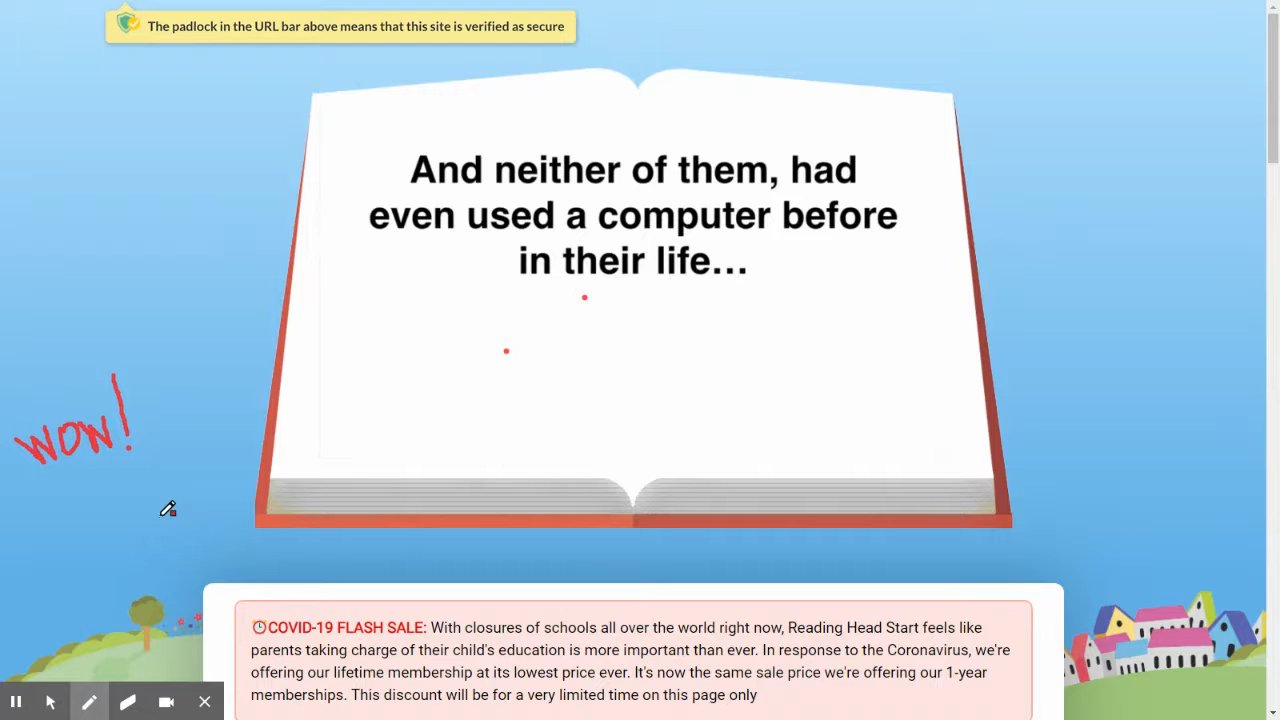 The padlock in the URL bar above means that this site is verified as secure
And neither of them, had
even used a computer before
in their life...
wow!
COVID-19 FLASH SALE: With closures of schools all over the world right now, Reading Head Start feels like
parents taking charge of their child's education is more important than ever. In response to the Coronavirus, we're
offering our lifetime membership at its lowest price ever. It's now the same sale price we're offering our 1-year
memberships. This discount will be for a very limited time on this page only